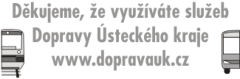 Děkujeme, že využíváte služeb
Dopravy Ústeckého kraje
www.dopravauk.cz